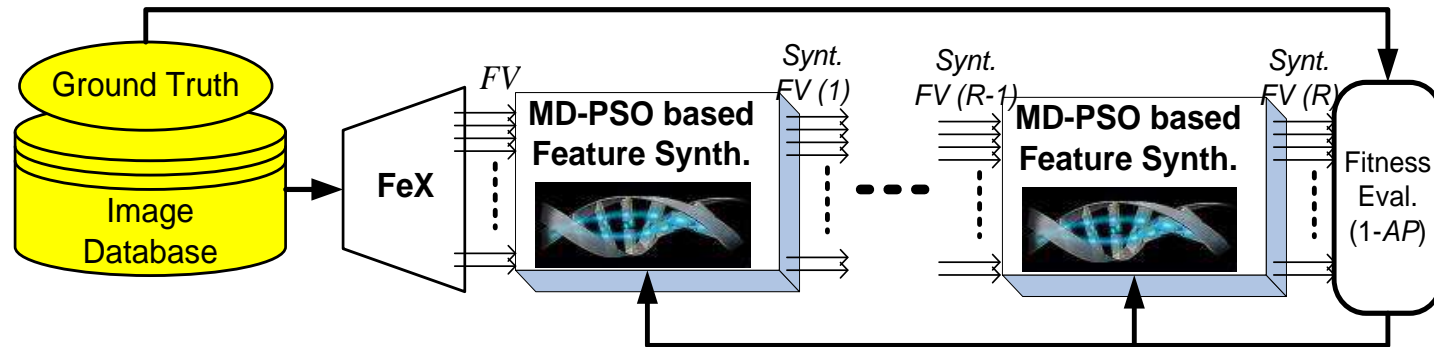 Ground Truth
Image
Database
FeX
FV
MD-PSO based
Feature Synth.
Synt.
FV (1)
Synt.
FV (R-1)
MD-PSO based
Feature Synth.
Synt.
FV (R)
Fitness
Eval.
(1-AP)